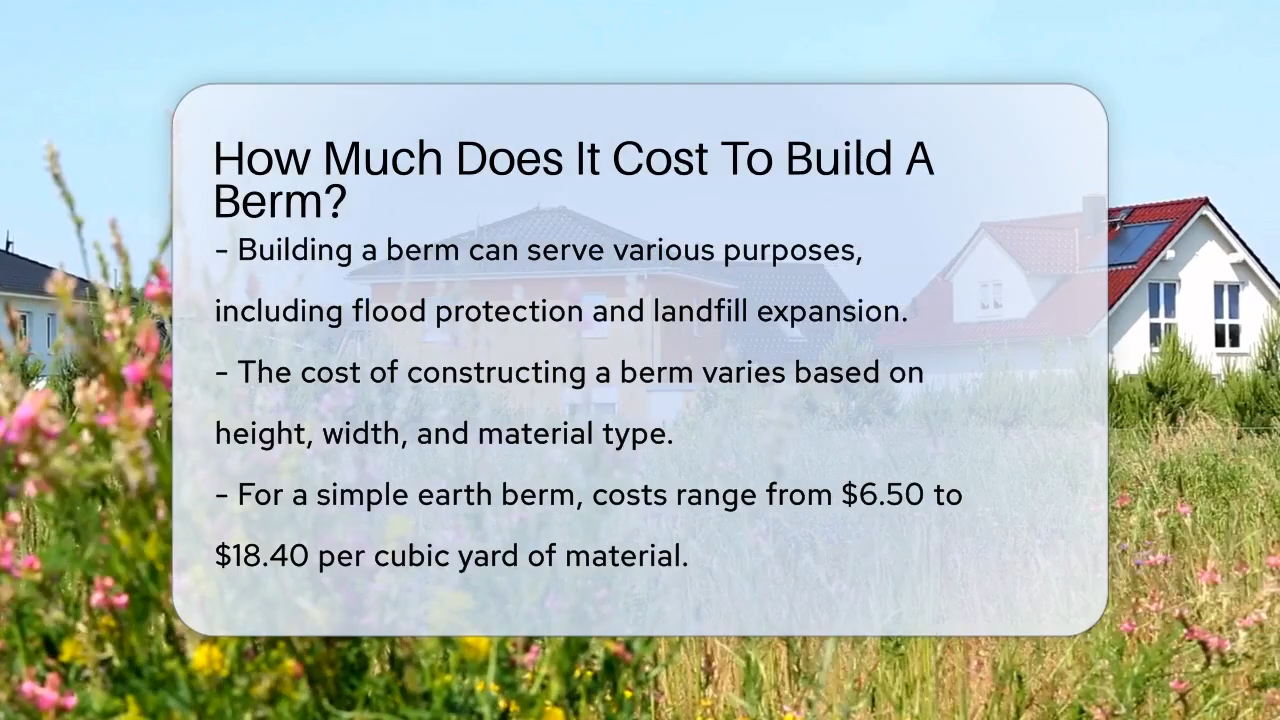 How Much Does It Cost To Build A
Berm?
– Building a berm can serve various purposes,
including flood protection and landfill expansion.
– The cost of constructing a berm varies based on
height, width, and material type.
– For a simple earth berm, costs range from $6.50 to
$18.40 per cubic yard of material.